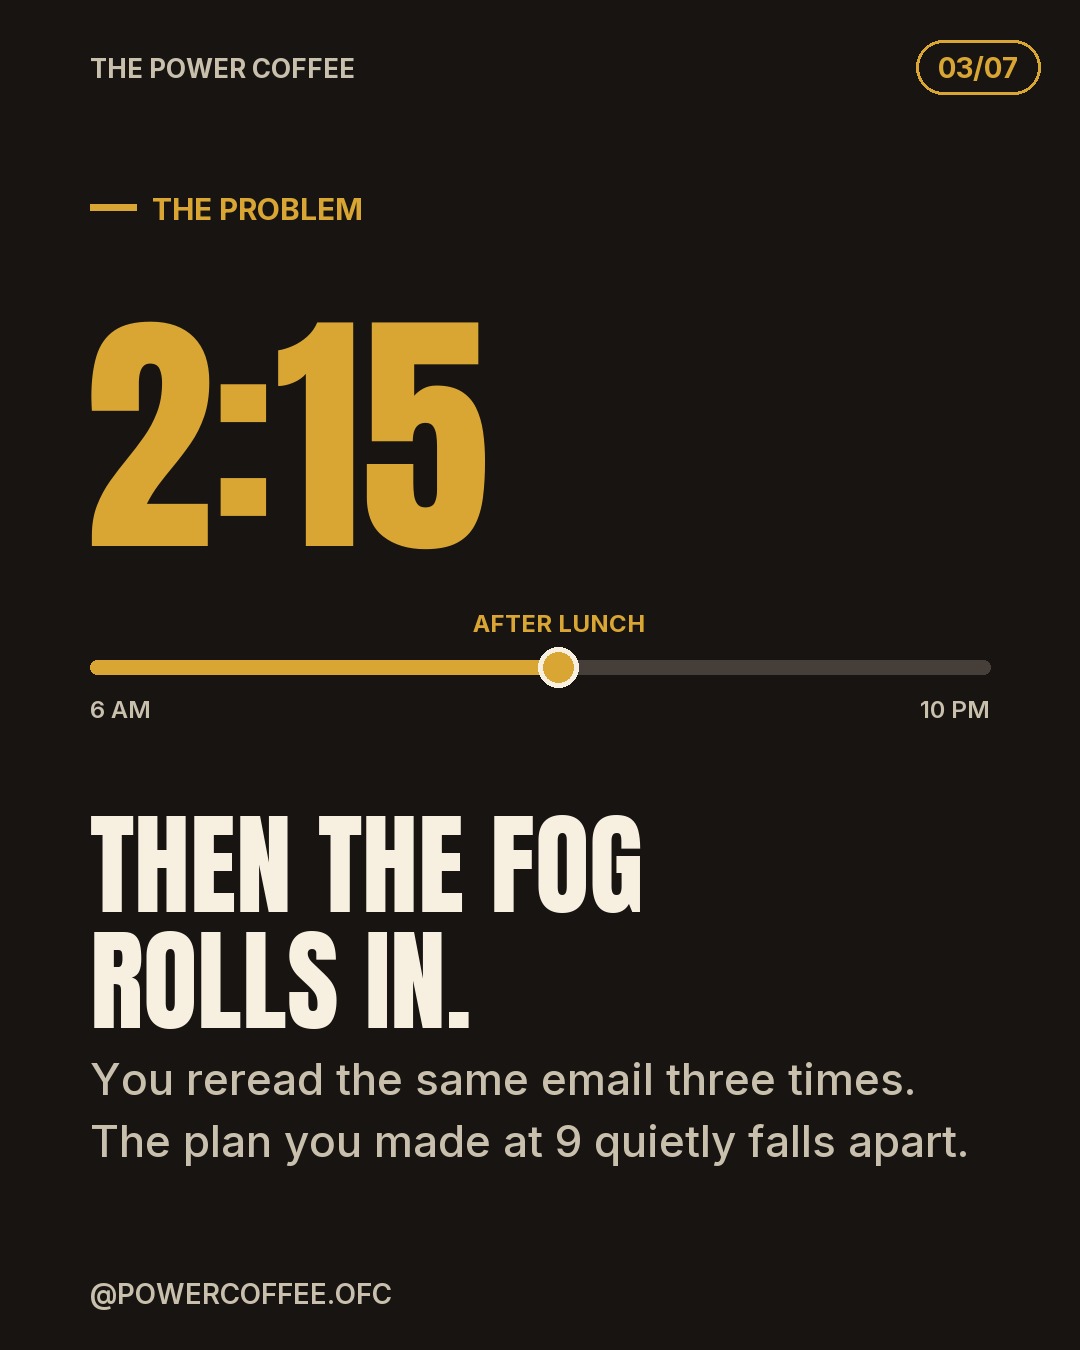 THE POWER COFFEE
03/07
THE PROBLEM
2:15
AFTER LUNCH
6 AM
10 PM
THEN THE FOG
ROLLS IN.
You reread the same email three times.
The plan you made at 9 quietly falls apart.
@POWERCOFFEE.OFC